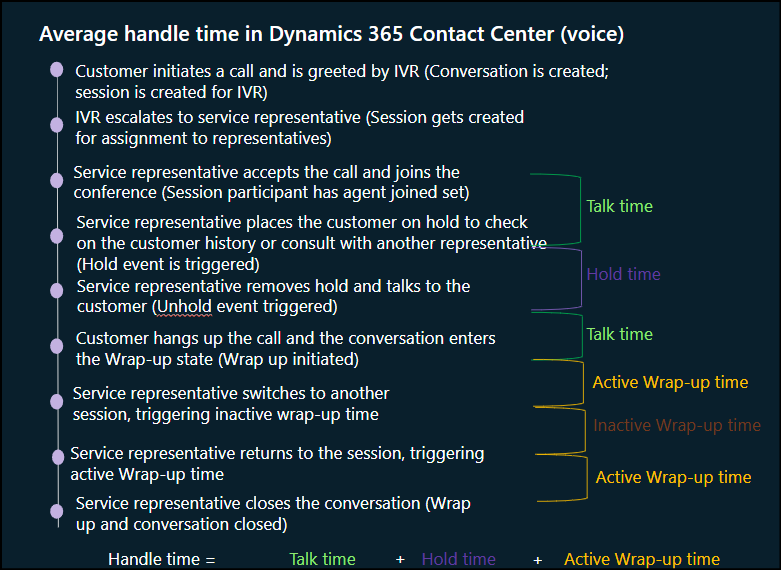 Average handle time in Dynamics 365 Contact Center (voice)
Customer initiates a call and is greeted by IVR (Conversation is created;
session is created for IVR)
IVR escalates to service representative (Session gets created
for assignment to representatives)
Service representative accepts the call and joins the
conference (Session participant has agent joined set)
Talk time
Service representative places the customer on hold to check
on the customer history or consult with another representative
(Hold event is triggered)
Hold time
Service representative removes hold and talks to the
customer (Unhold event triggered)
Talk time
Customer hangs up the call and the conversation enters
the Wrap-up state (Wrap up initiated)
Active Wrap-up time
Service representative switches to another
session, triggering inactive wrap-up time
Inactive Wrap-up time
Service representative returns to the session, triggering
active Wrap-up time
Active Wrap-up time
Service representative closes the conversation (Wrap
up and conversation closed)
Handle time = Talk time + Hold time + Active Wrap-up time